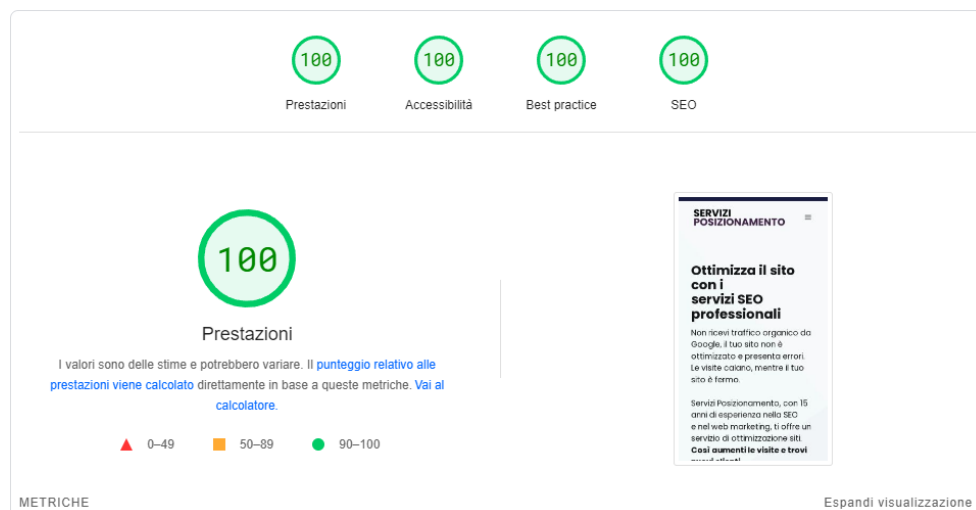 100 100 100 100
Prestazioni Accessibilità Best practice SEO
100
Prestazioni
I valori sono delle stime e potrebbero variare. Il punteggio relativo alle
prestazioni viene calcolato direttamente in base a queste metriche. Vai al
calcolatore.
0–49 50–89 90–100
SERVIZI
POSIZIONAMENTO
Ottimizza il sito
con i
servizi SEO
professionali
Non ricevi traffico organico da
Google, il tuo sito non è
ottimizzato e presenta errori.
Le visite calano, mentre il tuo
sito è fermo.
Servizi Posizionamento, con 15
anni di esperienza nella SEO
e nel web marketing, ti offre un
servizio di ottimizzazione siti.
Così aumenti le visite e trovi
METRICHE
Espandi visualizzazione